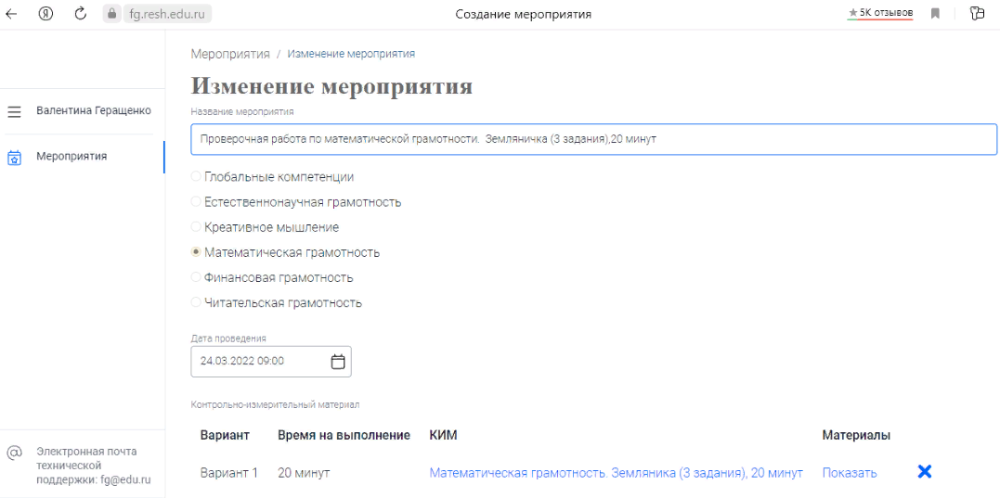 fg.resh.edu.ru
Создание мероприятия
★ 5K отзывов
Мероприятия / Изменение мероприятия
Изменение мероприятия
Валентина Геращенко
Мероприятия
Название мероприятия
Проверочная работа по математической грамотности. Земляничка (3 задания),20 минут
Глобальные компетенции
Естественнонаучная грамотность
Креативное мышление
Математическая грамотность
Финансовая грамотность
Читательская грамотность
Дата проведения
24.03.2022 09:00
Контрольно-измерительный материал
Вариант Время на выполнение КИМ Материалы
Вариант 1 20 минут Математическая грамотность. Земляника (3 задания), 20 минут Показать
Электронная почта
технической
поддержки: fg@edu.ru